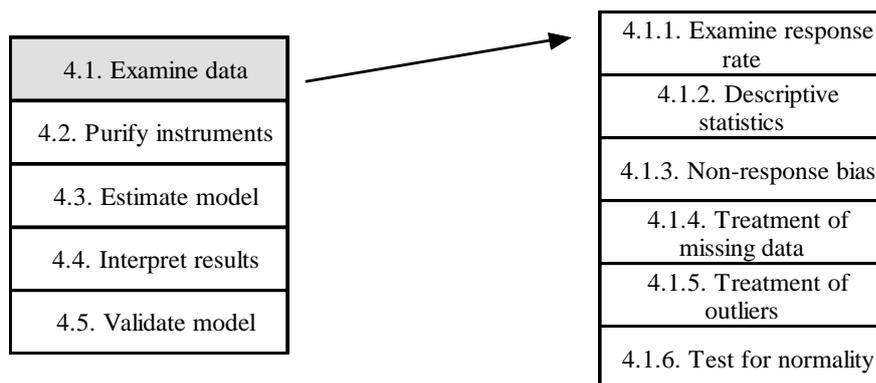 4.1. Examine data
4.2. Purify instruments
4.3. Estimate model
4.4. Interpret results
4.5. Validate model
4.1.1. Examine response
rate
4.1.2. Descriptive
statistics
4.1.3. Non-response bias
4.1.4. Treatment of
missing data
4.1.5. Treatment of
outliers
4.1.6. Test for normality